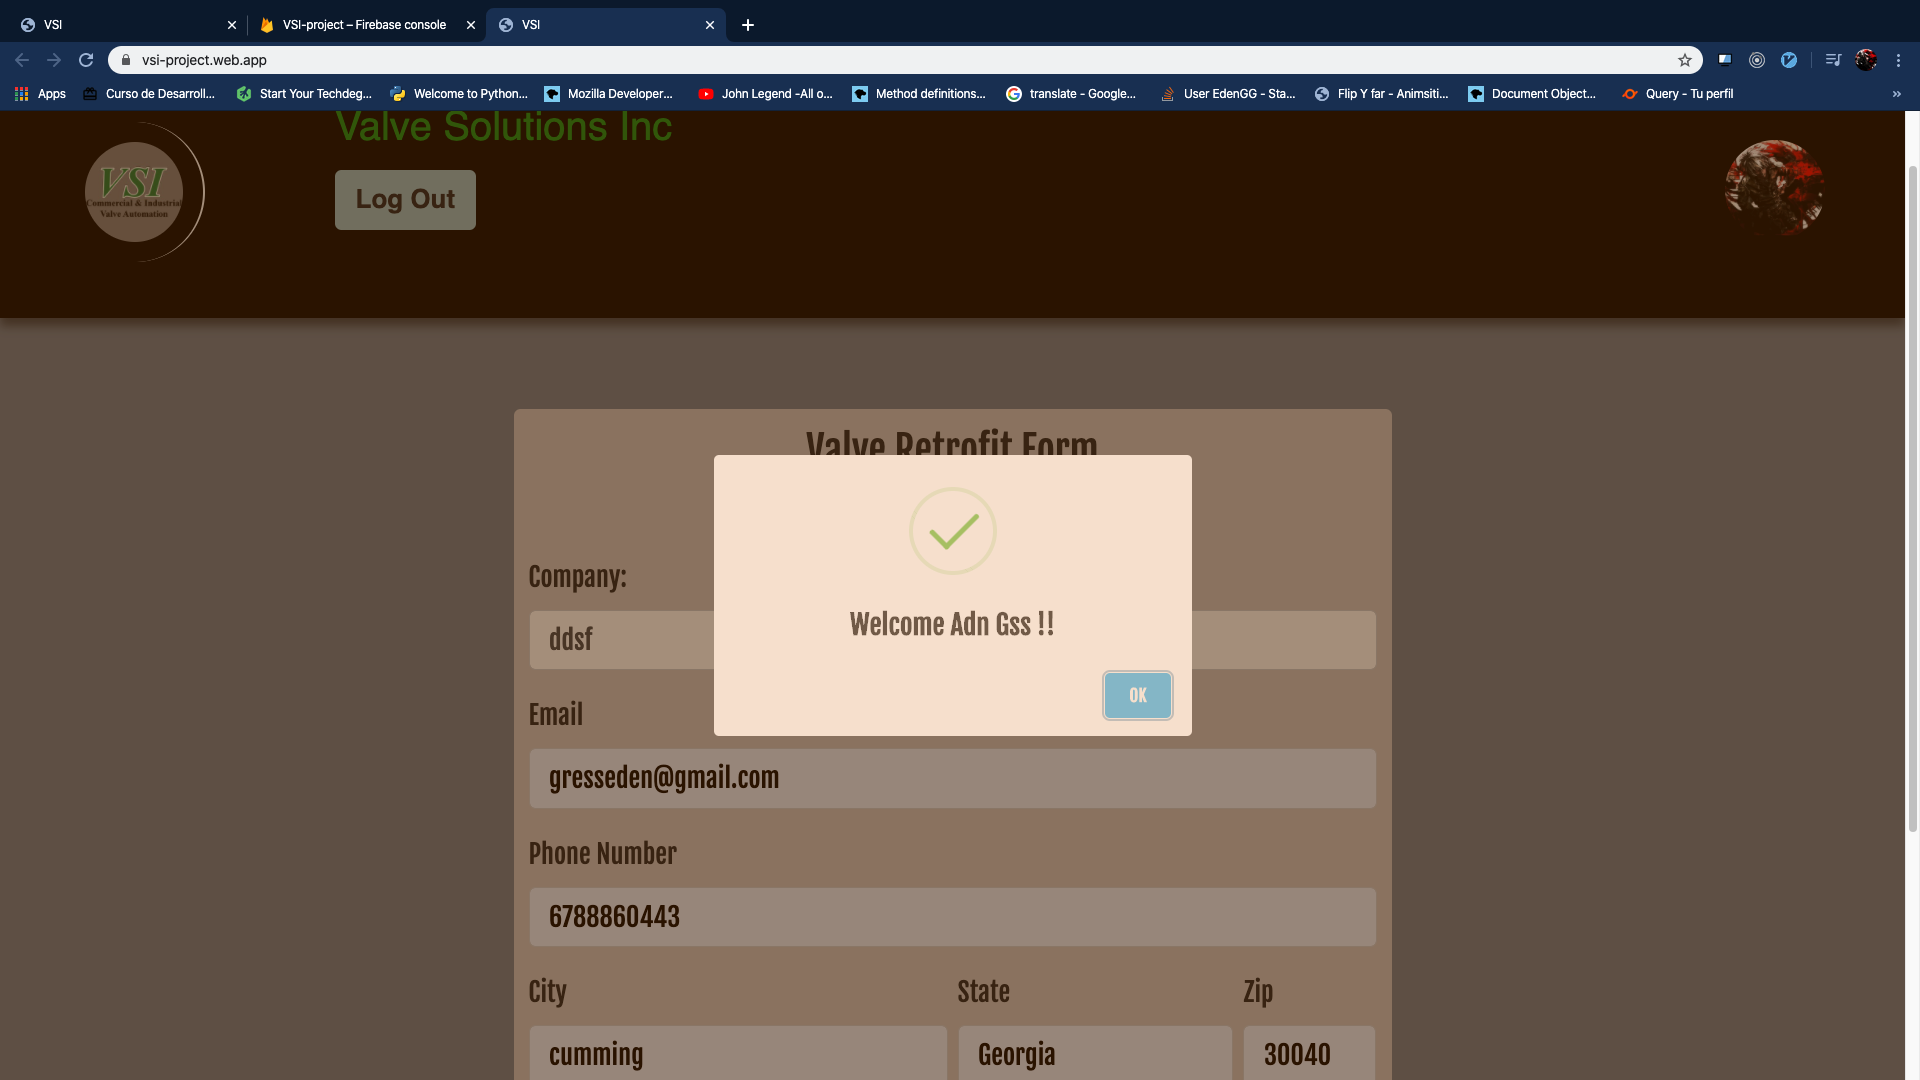 VSI
VSI-project – Firebase console
VSI
vsi-project.web.app
Apps
Curso de Desarroll...
Start Your Techdeg...
Welcome to Python...
Mozilla Developer...
John Legend -All o...
Method definitions...
translate - Google...
User EdenGG - Sta...
Flip Y far - Animsiti...
Document Object...
Query - Tu perfil
»
Valve Solutions Inc
VSI
Commercial & Industrial
Valve Automation
Log Out
Valve Retrofit Form
Welcome Adn Gss !!
OK
Company:
ddsf
Email
gresseden@gmail.com
Phone Number
6788860443
City State Zip
cumming Georgia 30040